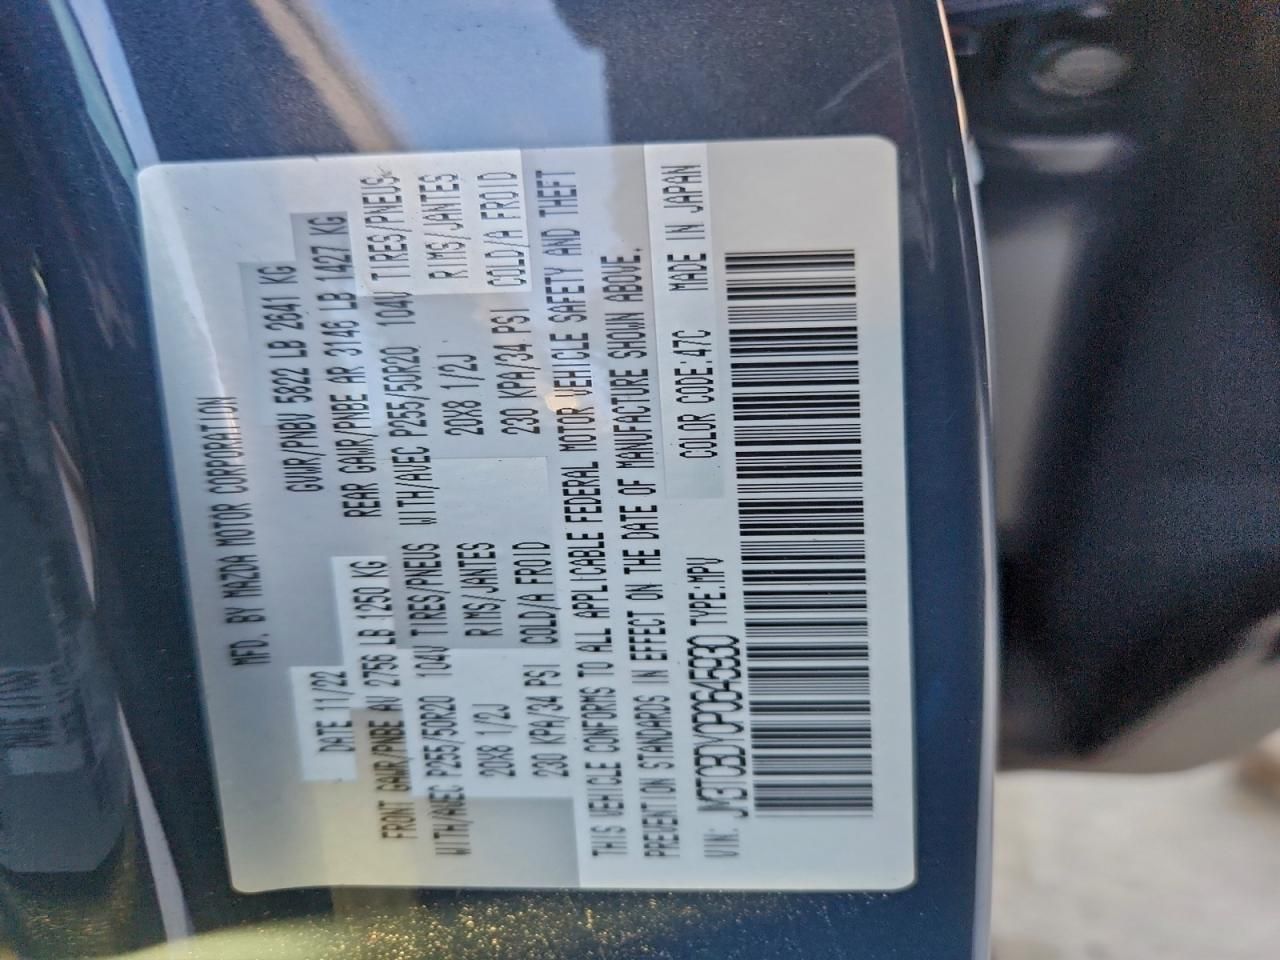 MFD. BY MAZDA MOTOR CORPORATION
DATE 11/22 GVWR/PNBV 5822 LB 2641 KG
FRONT GAWR/PNBE AV 2756 LB 1250 KG REAR GAWR/PNBE AR 3146 LB 1427 KG
WITH/AVEC P255/50R20 104V TIRES/PNEUS WITH/AVEC P255/50R20 104V TIRES/PNEUS
20X8 1/2J RIMS/JANTES 20X8 1/2J RIMS/JANTES
230 KPA/34 PSI COLD/A FROID 230 KPA/34 PSI COLD/A FROID
THIS VEHICLE CONFORMS TO ALL APPLICABLE FEDERAL MOTOR VEHICLE SAFETY AND THEFT
PREVENTION STANDARDS IN EFFECT ON THE DATE OF MANUFACTURE SHOWN ABOVE.
VIN: JM3TCBDY0P0645930 TYPE:MPV COLOR CODE:47C MADE IN JAPAN